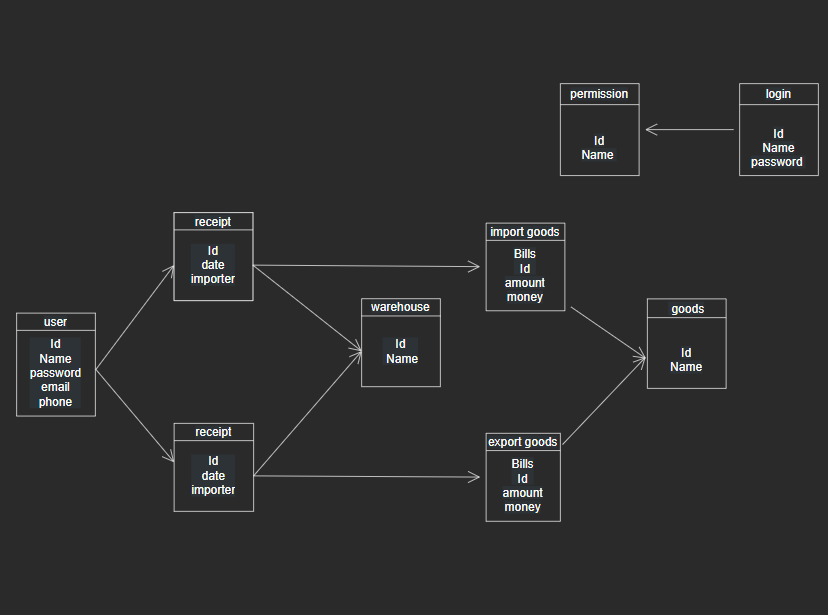 permission
Id
Name
login
Id
Name
password
receipt
Id
date
importer
import goods
Bills
Id
amount
money
warehouse
Id
Name
goods
Id
Name
user
Id
Name
password
email
phone
receipt
Id
date
importer
export goods
Bills
Id
amount
money